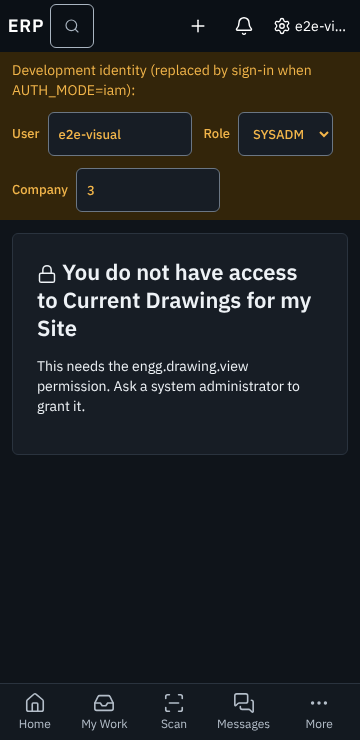 ERP
e2e-vi...
Development identity (replaced by sign-in when
AUTH_MODE=iam):
User e2e-visual Role SYSADM
Company 3
You do not have access
to Current Drawings for my
Site
This needs the engg.drawing.view
permission. Ask a system administrator to
grant it.
Home My Work Scan Messages More